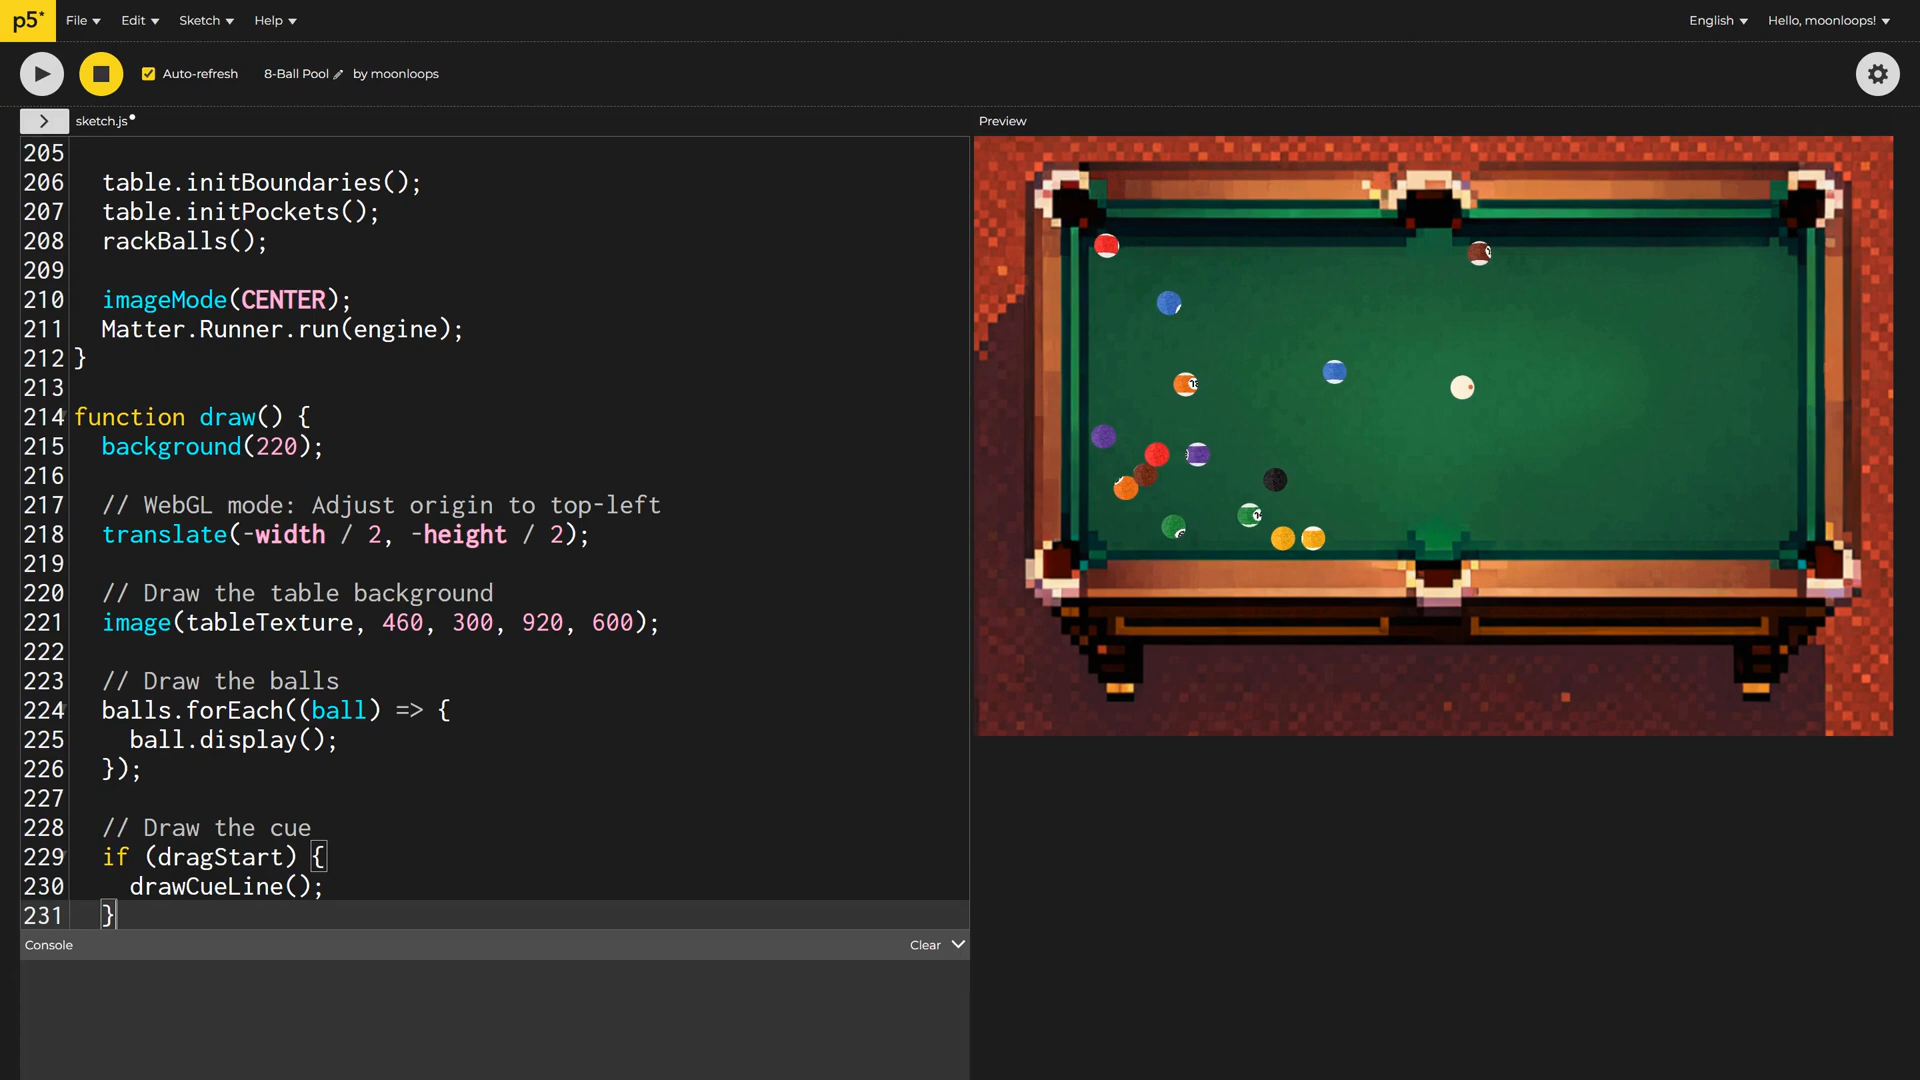 p5* File Edit Sketch Help English Hello, moonloops!
Auto-refresh 8-Ball Pool by moonloops
sketch.js Preview
205
206 table.initBoundaries();
207 table.initPockets();
208 rackBalls();
209
210 imageMode(CENTER);
211 Matter.Runner.run(engine);
212 }
213
214 function draw() {
215 background(220);
216
217 // WebGL mode: Adjust origin to top-left
218 translate(-width / 2, -height / 2);
219
220 // Draw the table background
221 image(tableTexture, 460, 300, 920, 600);
222
223 // Draw the balls
224 balls.forEach((ball) => {
225 ball.display();
226 });
227
228 // Draw the cue
229 if (dragStart) {
230 drawCueLine();
231 }
Console Clear